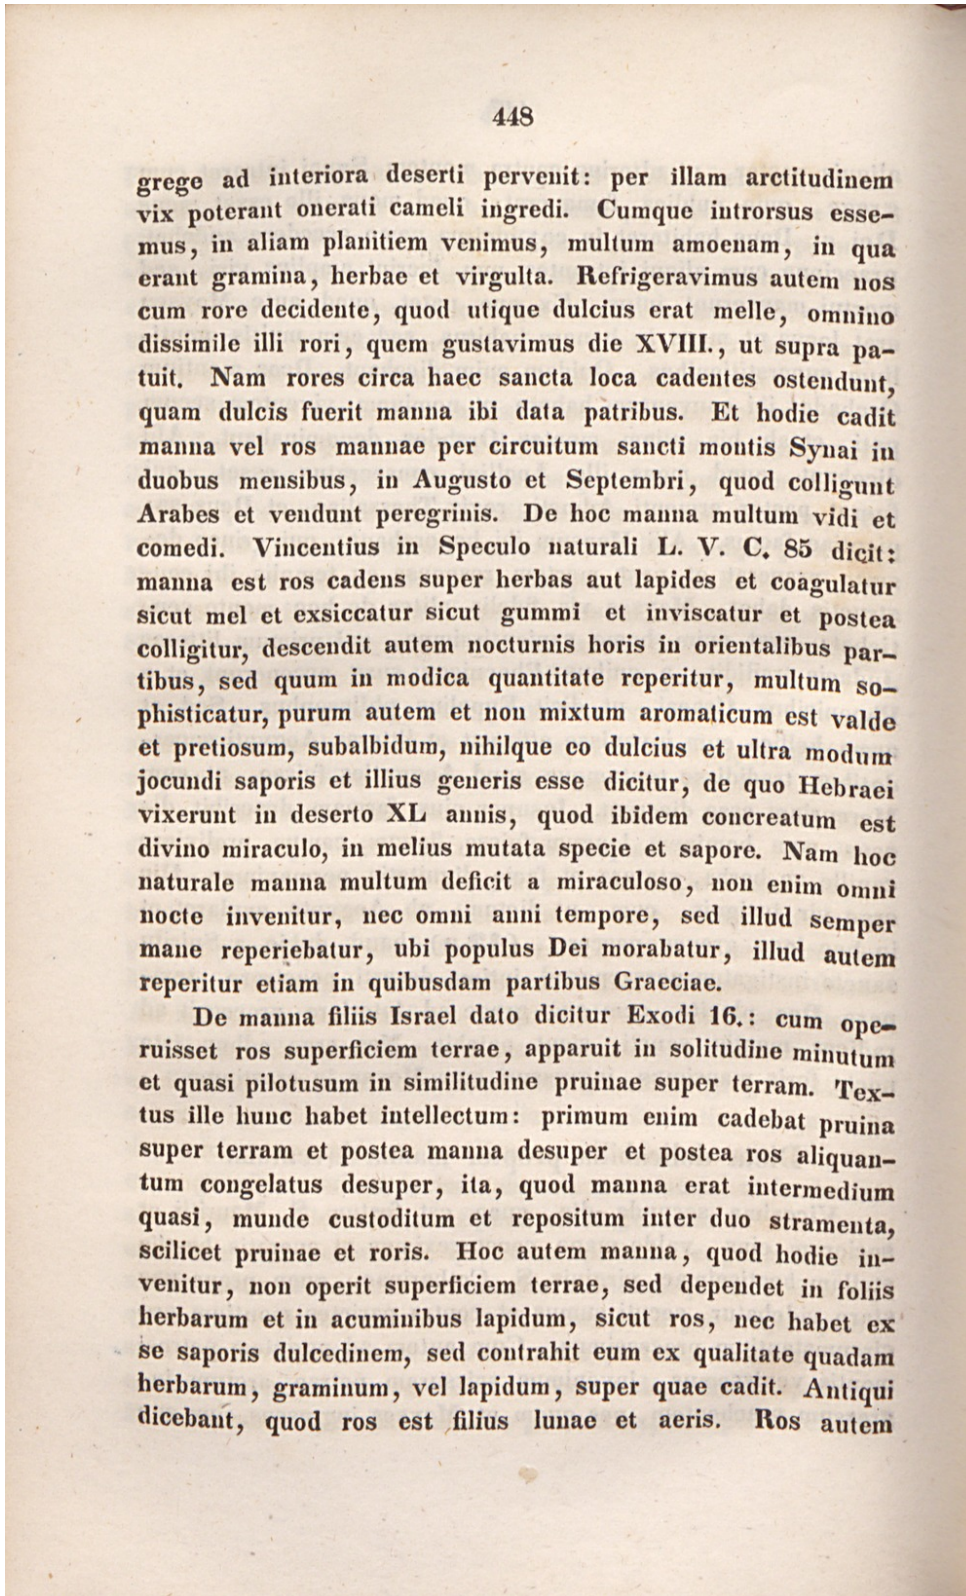 448
grege ad interiora deserti pervenit: per illam arctitudinem
vix poterant onerati cameli ingredi. Cumque introrsus esse-
mus, in aliam planitiem venimus, multum amoenam, in qua
erant gramina, herbae et virgulta. Refrigeravimus autem nos
cum rore decidente, quod utique dulcius erat melle, omnino
dissimile illi rori, quem gustavimus die XVIII., ut supra pa-
tuit. Nam rores circa haec sancta loca cadentes ostendunt,
quam dulcis fuerit manna ibi data patribus. Et hodie cadit
manna vel ros mannae per circuitum sancti montis Synai in
duobus mensibus, in Augusto et Septembri, quod colligunt
Arabes et vendunt peregrinis. De hoc manna multum vidi et
comedi. Vincentius in Speculo naturali L. V. C. 85 dicit:
manna est ros cadens super herbas aut lapides et coagulatur
sicut mel et exsiccatur sicut gummi et inviscatur et postea
colligitur, descendit autem nocturnis horis in orientalibus par-
tibus, sed quum in modica quantitate reperitur, multum so-
phisticatur, purum autem et non mixtum aromaticum est valde
et pretiosum, subalbidum, nihilque eo dulcius et ultra modum
jocundi saporis et illius generis esse dicitur, de quo Hebraei
vixerunt in deserto XL annis, quod ibidem concreatum est
divino miraculo, in melius mutata specie et sapore. Nam hoc
naturale manna multum deficit a miraculoso, non enim omni
nocte invenitur, nec omni anni tempore, sed illud semper
mane reperiebatur, ubi populus Dei morabatur, illud autem
reperitur etiam in quibusdam partibus Graeciae.
De manna filiis Israel dato dicitur Exodi 16.: cum ope-
ruisset ros superficiem terrae, apparuit in solitudine minutum
et quasi pilotusum in similitudine pruinae super terram. Tex-
tus ille hunc habet intellectum: primum enim cadebat pruina
super terram et postea manna desuper et postea ros aliquan-
tum congelatus desuper, ita, quod manna erat intermedium
quasi, munde custoditum et repositum inter duo stramenta,
scilicet pruinae et roris. Hoc autem manna, quod hodie in-
venitur, non operit superficiem terrae, sed dependet in foliis
herbarum et in acuminibus lapidum, sicut ros, nec habet ex
se saporis dulcedinem, sed contrahit eum ex qualitate quadam
herbarum, graminum, vel lapidum, super quae cadit. Antiqui
dicebant, quod ros est filius lunae et aeris. Ros autem